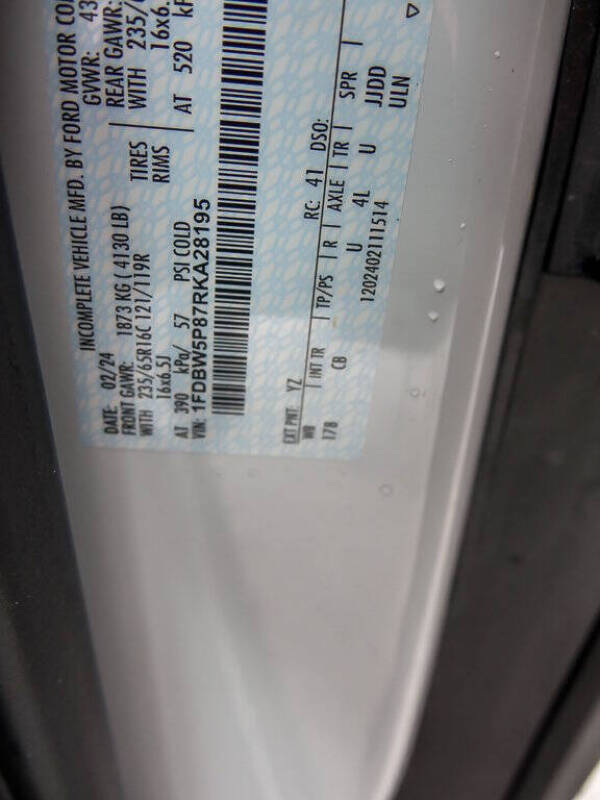 INCOMPLETE VEHICLE MFD. BY FORD MOTOR
DATE: 02/24 GVWR: 43
FRONT GAWR: 1873 KG ( 4130 LB) REAR GAWR:
WITH 235/65R16C 121/119R TIRES WITH 235/6
16x6.5J RIMS 16x6.
AT 390 kPa/ 57 PSI COLD AT 520
VIN: 1FDBW5P87RKA28195
EXT PNT: YZ RC: 41 DSO:
WB INT TR TP/PS R AXLE TR SPR
178 CB U 4L U JJDD
1202402111514 ULN